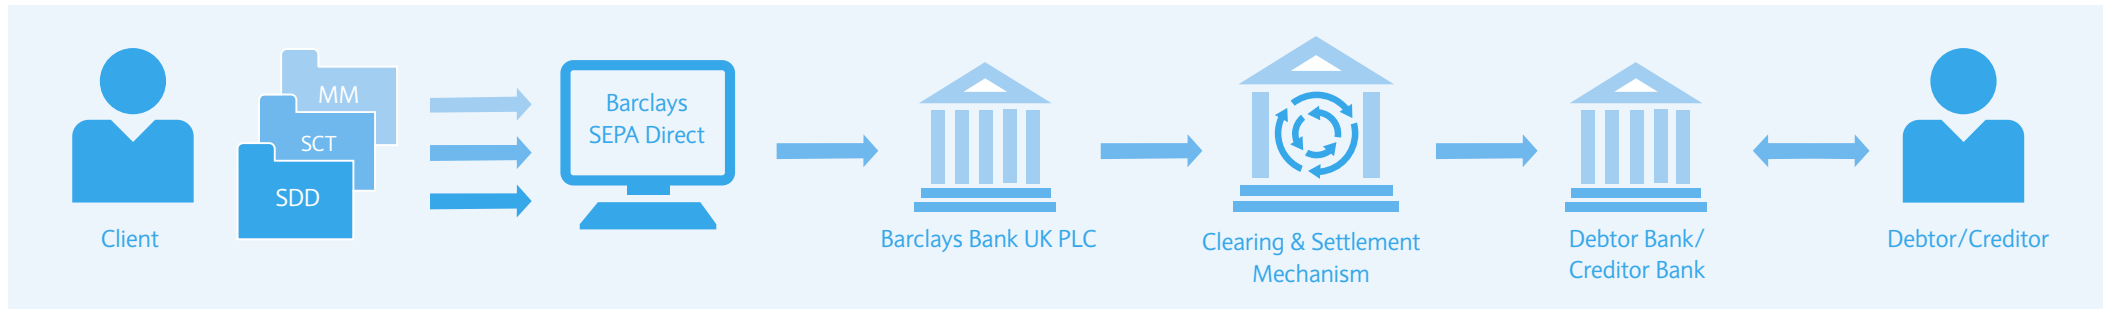 Client
MM
SCT
SDD
Barclays
SEPA Direct
Barclays Bank UK PLC
Clearing & Settlement
Mechanism
Debtor Bank/
Creditor Bank
Debtor/Creditor